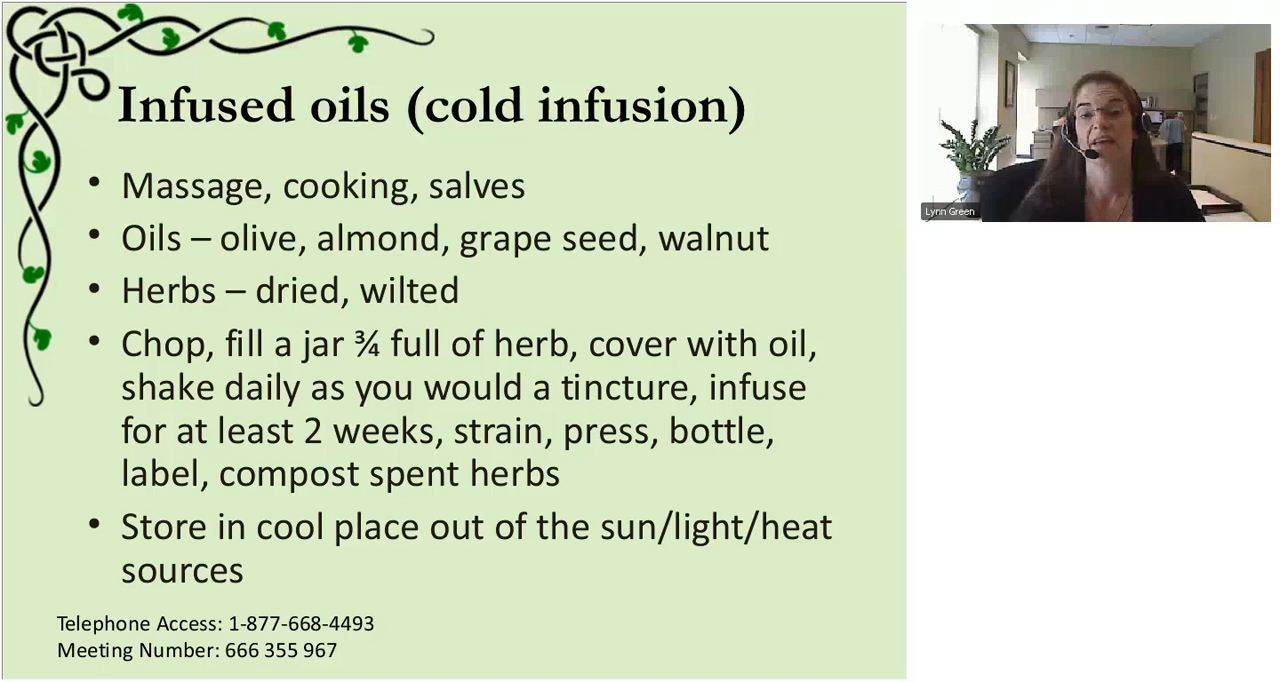 Infused oils (cold infusion)
• Massage, cooking, salves
• Oils – olive, almond, grape seed, walnut
• Herbs – dried, wilted
• Chop, fill a jar ¾ full of herb, cover with oil,
shake daily as you would a tincture, infuse
for at least 2 weeks, strain, press, bottle,
label, compost spent herbs
• Store in cool place out of the sun/light/heat
sources
Telephone Access: 1-877-668-4493
Meeting Number: 666 355 967
Lynn Green